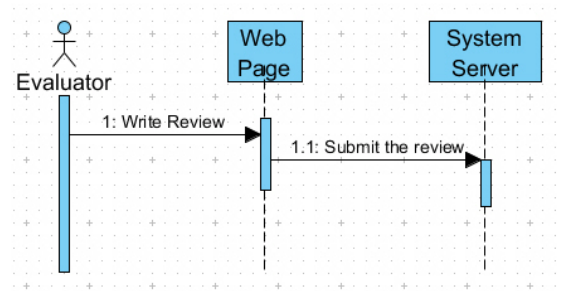 Web
Page
System
Server
Evaluator
1: Write Review
1.1: Submit the review